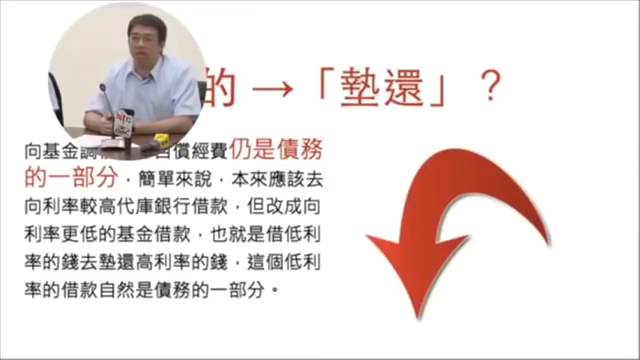 的→「墊還」?
向基金調 自償經費仍是債務
的一部分，簡單來說，本來應該去
向利率較高代庫銀行借款，但改成向
利率更低的基金借款，也就是借低利
率的錢去墊還高利率的錢，這個低利
率的借款自然是債務的一部分。